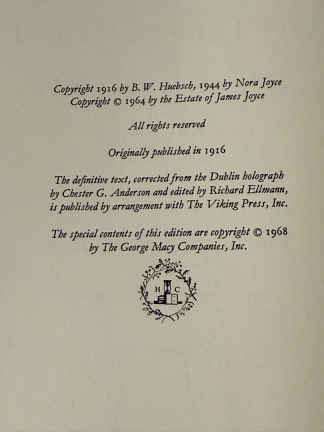 Copyright 1916 by B. W. Huebsch, 1944 by Nora Joyce
Copyright © 1964 by the Estate of James Joyce
All rights reserved
Originally published in 1916
The definitive text, corrected from the Dublin holograph
by Chester G. Anderson and edited by Richard Ellmann,
is published by arrangement with The Viking Press, Inc.
The special contents of this edition are copyright © 1968
by The George Macy Companies, Inc.
H C